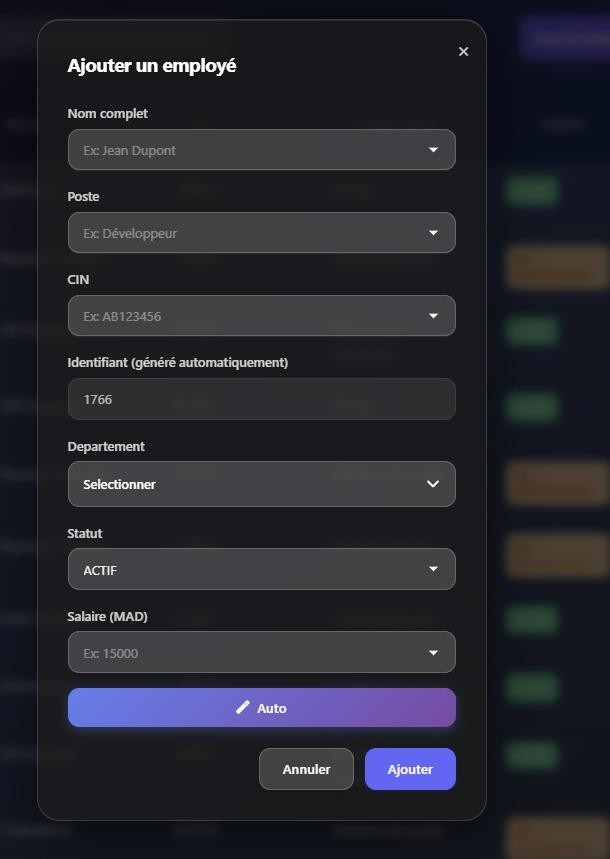 Ajouter un employé
×
Nom complet
Ex: Jean Dupont
Poste
Ex: Développeur
CIN
Ex: AB123456
Identifiant (généré automatiquement)
1766
Departement
Selectionner
Statut
ACTIF
Salaire (MAD)
Ex: 15000
Auto
Annuler
Ajouter